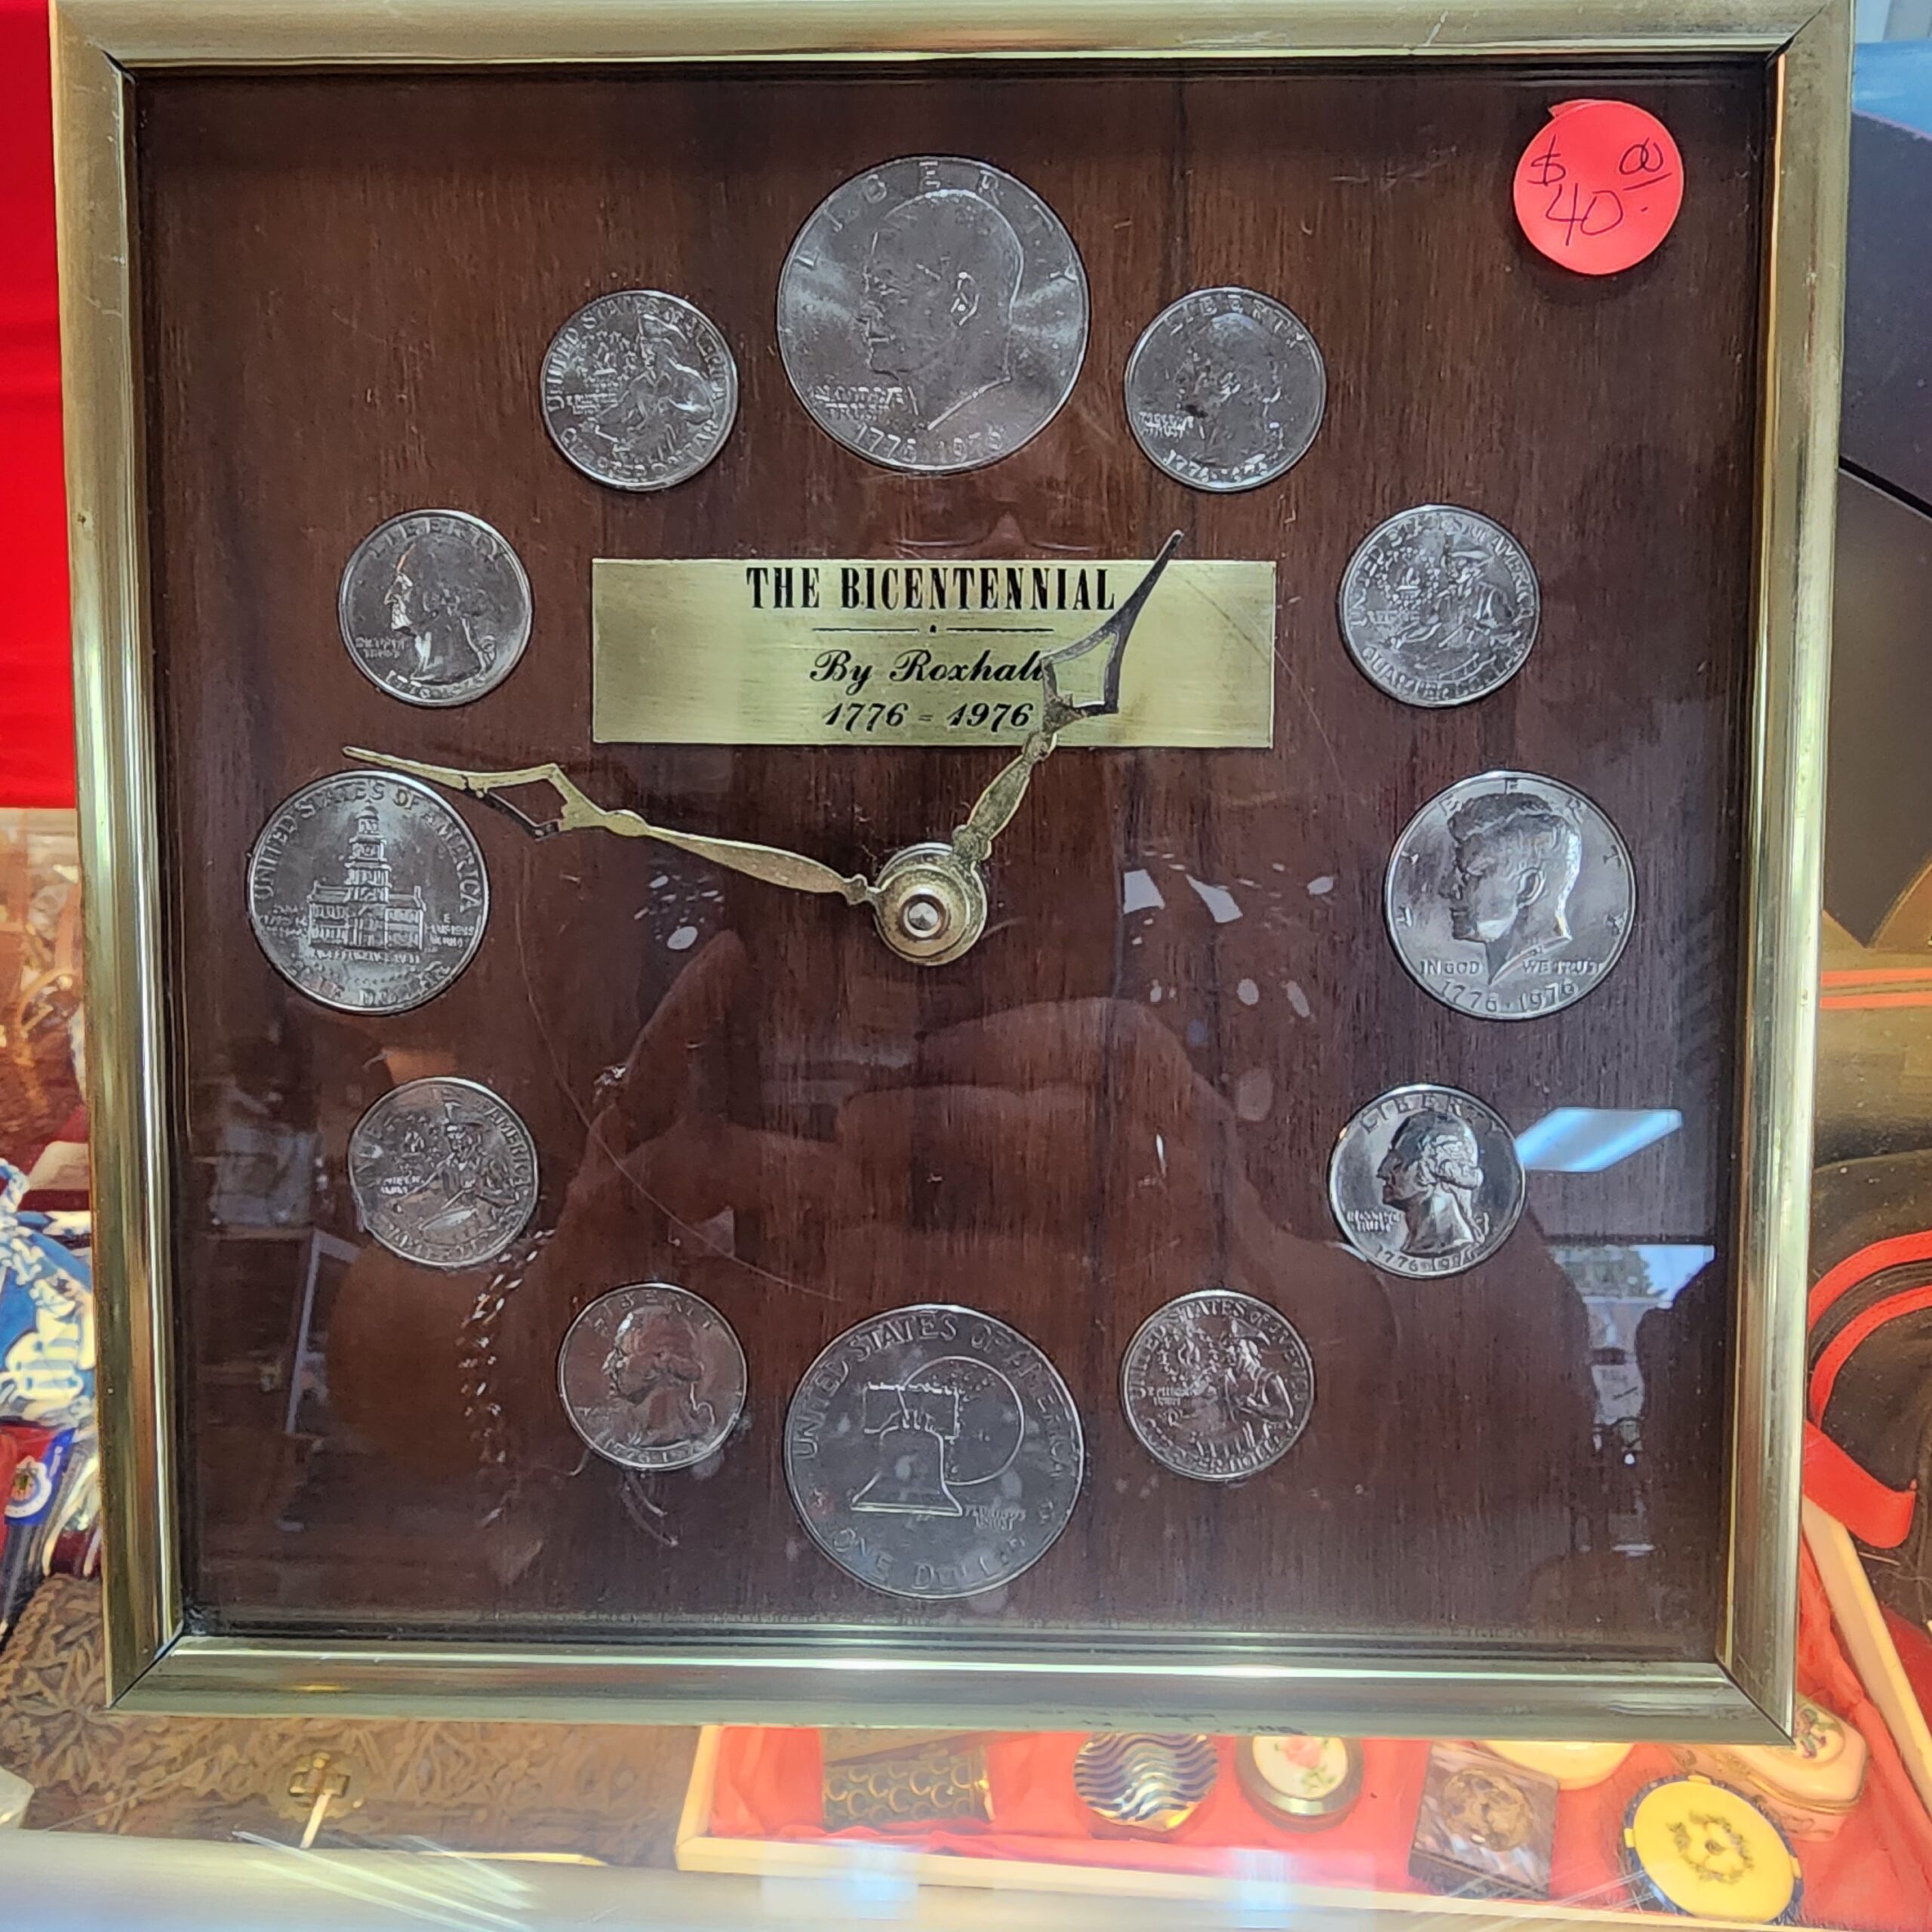 $ 40.00
LIBERTY
IN GOD WE TRUST
1776·1976
UNITED STATES OF AMERICA
QUARTER DOLLAR
LIBERTY
1776·1976
LIBERTY
1776·1976
UNITED STATES OF AMERICA
QUARTER DOLLAR
THE BICENTENNIAL
By Roxhall
1776 - 1976
UNITED STATES OF AMERICA
HALF DOLLAR
LIBERTY
IN GOD WE TRUST
1776·1976
AMERICA
LIBERTY
1776·1976
LIBERTY
1776·1976
UNITED STATES OF AMERICA
ONE DOLLAR
UNITED STATES OF AMERICA
QUARTER DOLLAR